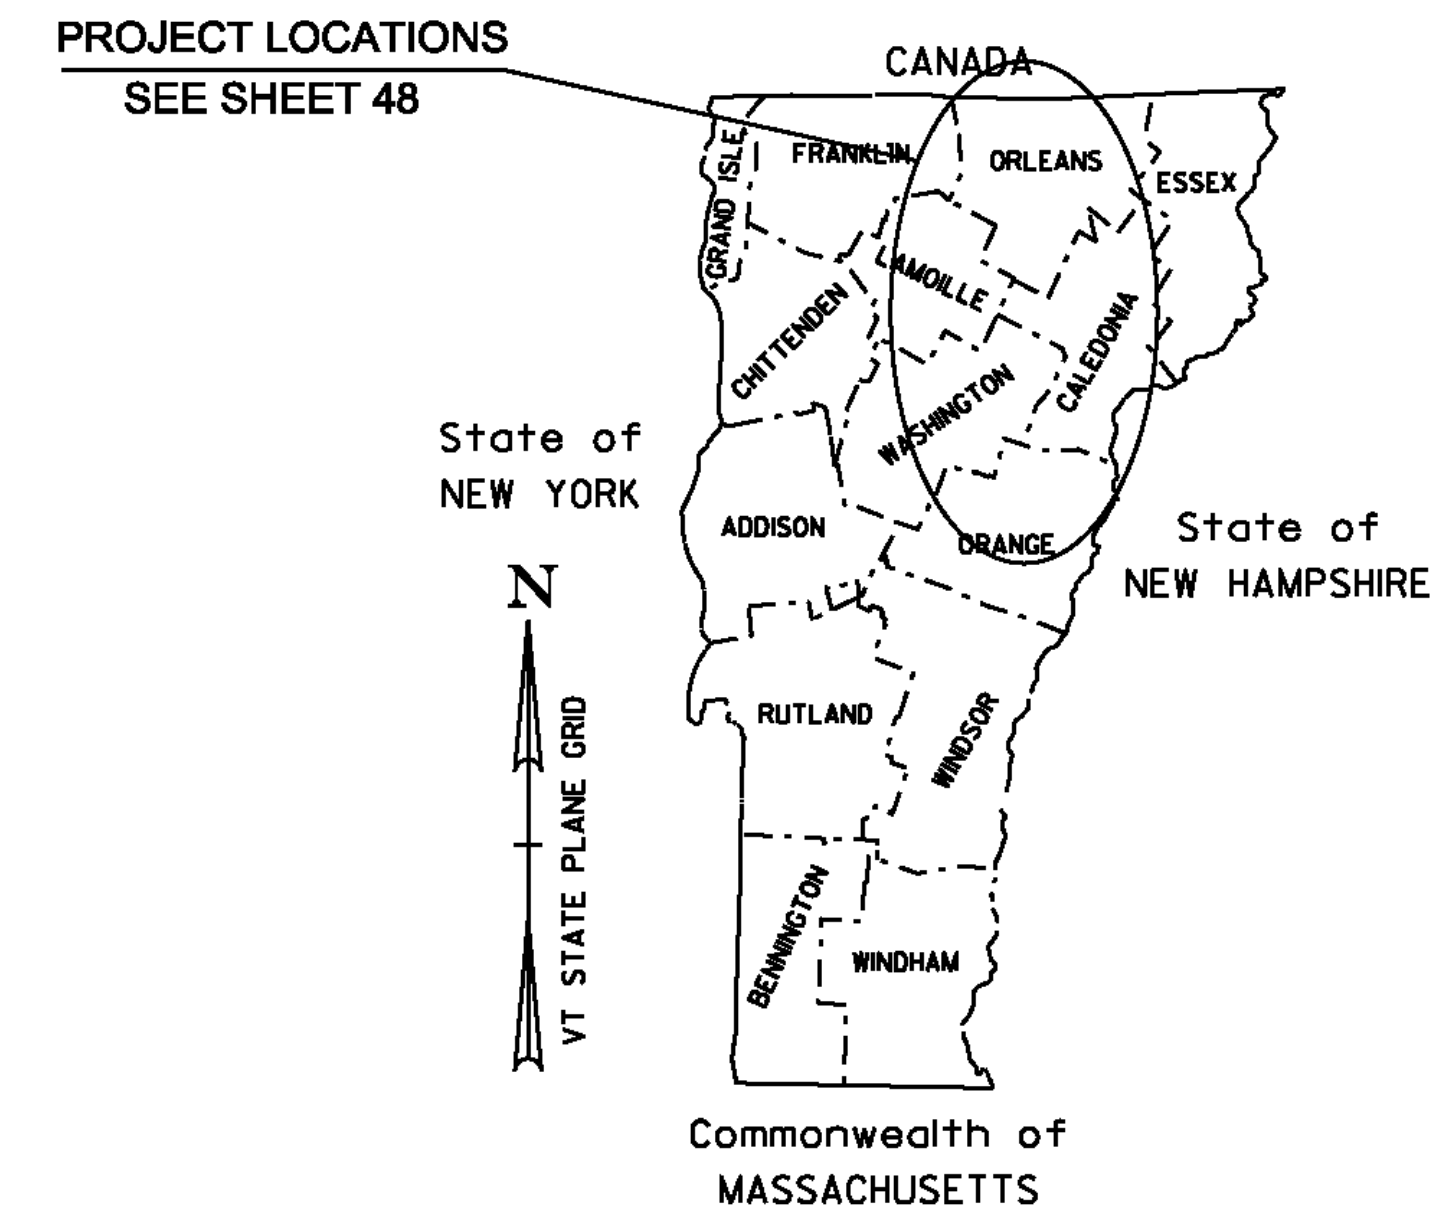 PROJECT LOCATIONS
SEE SHEET 48
CANADA
GRAND ISLE
FRANKLIN
ORLEANS
ESSEX
LAMOILLE
CHITTENDEN
CALEDONIA
WASHINGTON
State of
NEW YORK
ADDISON
ORANGE
State of
NEW HAMPSHIRE
N
VT STATE PLANE GRID
RUTLAND
WINDSOR
BENNINGTON
WINDHAM
Commonwealth of
MASSACHUSETTS